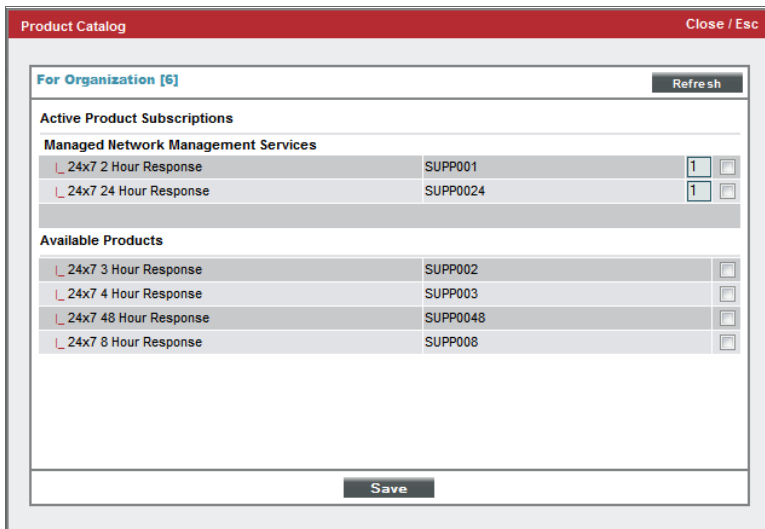 Product Catalog Close / Esc
For Organization [6] Refresh
Active Product Subscriptions
Managed Network Management Services
24x7 2 Hour Response SUPP001 1
24x7 24 Hour Response SUPP0024 1
Available Products
24x7 3 Hour Response SUPP002
24x7 4 Hour Response SUPP003
24x7 48 Hour Response SUPP0048
24x7 8 Hour Response SUPP008
Save